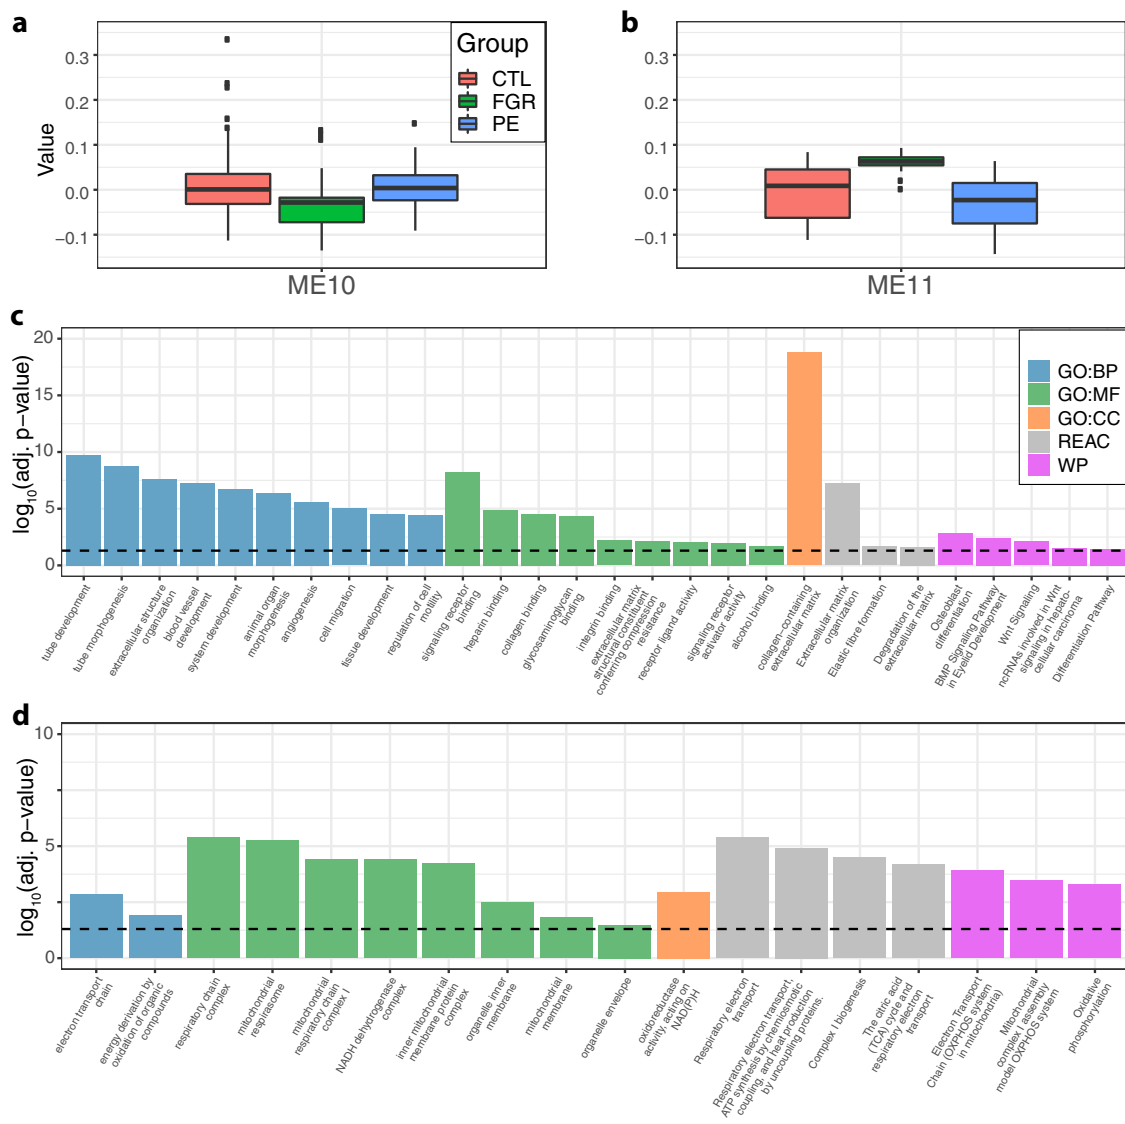 a
Value
0.3
0.2
0.1
0.0
−0.1
Group
CTL
FGR
PE
ME10
b
0.3
0.2
0.1
0.0
−0.1
ME11
c
log10(adj. p−value)
20
15
10
5
0
GO:BP
GO:MF
GO:CC
REAC
WP
tube development
tube morphogenesis
extracellular structure
organization
blood vessel
development
system development
animal organ
morphogenesis
angiogenesis
cell migration
tissue development
regulation of cell
motility
signaling receptor
binding
heparin binding
collagen binding
glycosaminoglycan
binding
integrin binding
extracellular matrix
structural constituent
conferring compression
resistance
receptor ligand activity
signaling receptor
activator activity
alcohol binding
collagen-containing
extracellular matrix
Extracellular matrix
organization
Elastic fibre formation
Degradation of the
extracellular matrix
Osteoblast
differentiation
BMP Signaling Pathway
in Eyelid Development
Wnt Signaling
ncRNAs involved in Wnt
signaling in hepato-
cellular carcinoma
Differentiation Pathway
d
log10(adj. p−value)
10
5
0
electron transport
chain
energy derivation by
oxidation of organic
compounds
respiratory chain
complex
mitochondrial
respirasome
mitochondrial
respiratory chain
complex I
NADH dehydrogenase
complex
inner mitochondrial
membrane protein
complex
organelle inner
membrane
mitochondrial
membrane
organelle envelope
oxidoreductase
activity, acting on
NAD(P)H
Respiratory electron
transport
Respiratory electron transport,
ATP synthesis by chemiosmotic
coupling, and heat production
by uncoupling proteins.
Complex I biogenesis
The citric acid
(TCA) cycle and
respiratory electron
transport
Electron Transport
Chain (OXPHOS system
in mitochondria)
Mitochondrial
complex I assembly
model OXPHOS system
Oxidative
phosphorylation